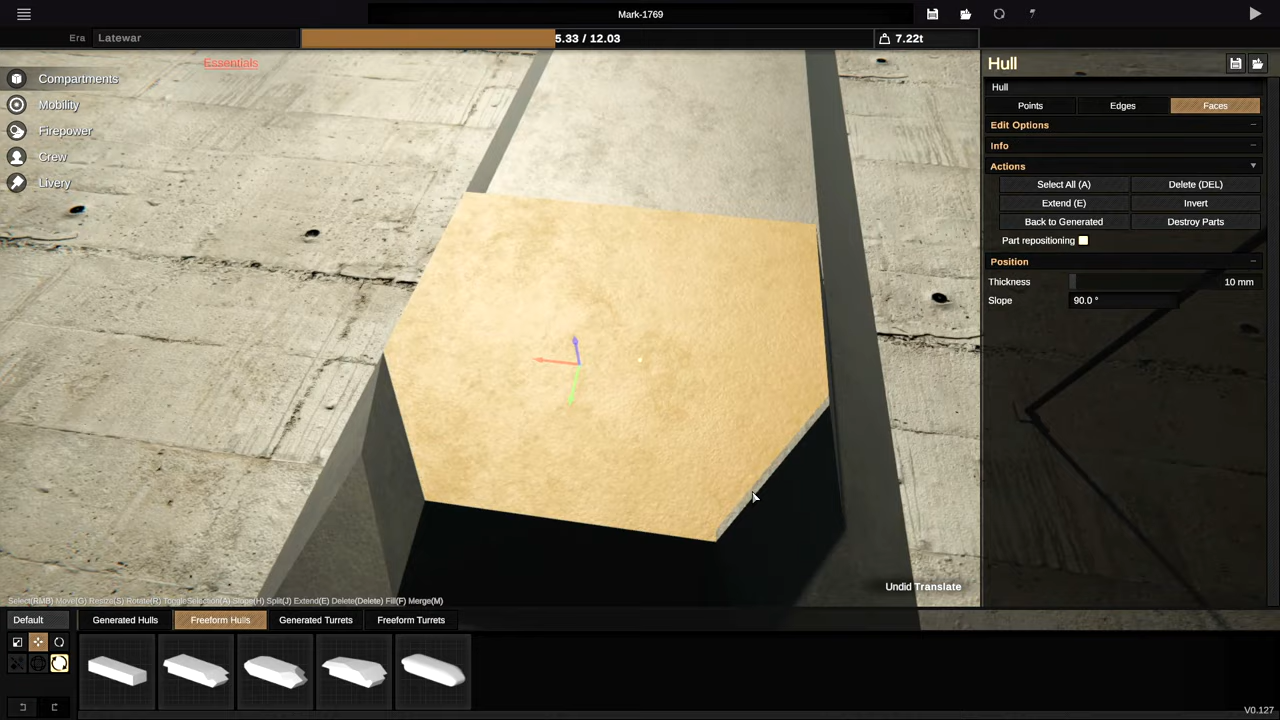 Mark-1769
Era Latewar 5.33 / 12.03 7.22t
Essentials
Compartments
Mobility
Firepower
Crew
Livery
Hull
Hull
Points Edges Faces
Edit Options
Info
Actions
Select All (A) Delete (DEL)
Extend (E) Invert
Back to Generated Destroy Parts
Part repositioning
Position
Thickness 10 mm
Slope 90.0 °
Undid Translate
Select(RMB) Move(G) Resize(S) Rotate(R) ToggleSelection(A) Slope(H) Split(J) Extend(E) Delete(Delete) Fill(F) Merge(M)
Default Generated Hulls Freeform Hulls Generated Turrets Freeform Turrets
V0.127